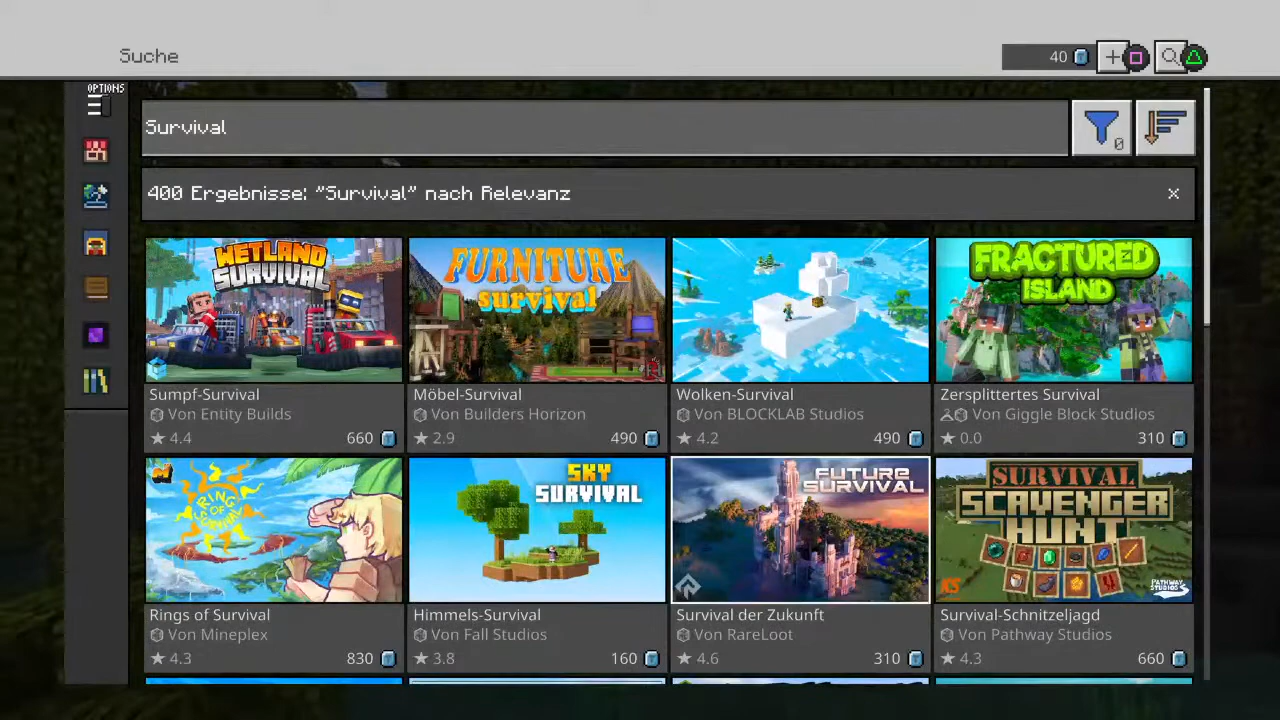 Suche
40
OPTIONS
Survival
0
400 Ergebnisse: "Survival" nach Relevanz
WETLAND
SURVIVAL
FURNITURE
survival
FRACTURED
ISLAND
Sumpf-Survival
Von Entity Builds
4.4
660
Möbel-Survival
Von Builders Horizon
2.9
490
Wolken-Survival
Von BLOCKLAB Studios
4.2
490
Zersplittertes Survival
Von Giggle Block Studios
0.0
310
RINGS
OF
SURVIVAL
SKY
SURVIVAL
FUTURE
SURVIVAL
SURVIVAL
SCAVENGER
HUNT
KS
PATHWAY
STUDIOS
Rings of Survival
Von Mineplex
4.3
830
Himmels-Survival
Von Fall Studios
3.8
160
Survival der Zukunft
Von RareLoot
4.6
310
Survival-Schnitzeljagd
Von Pathway Studios
4.3
660